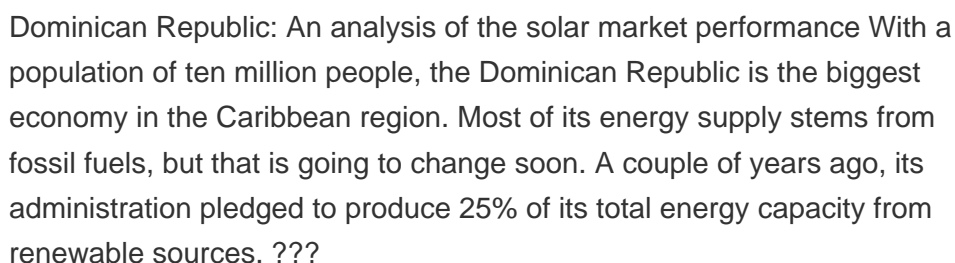 Dominican Republic: An analysis of the solar market performance With a
population of ten million people, the Dominican Republic is the biggest
economy in the Caribbean region. Most of its energy supply stems from
fossil fuels, but that is going to change soon. A couple of years ago, its
administration pledged to produce 25% of its total energy capacity from
renewable sources. ???